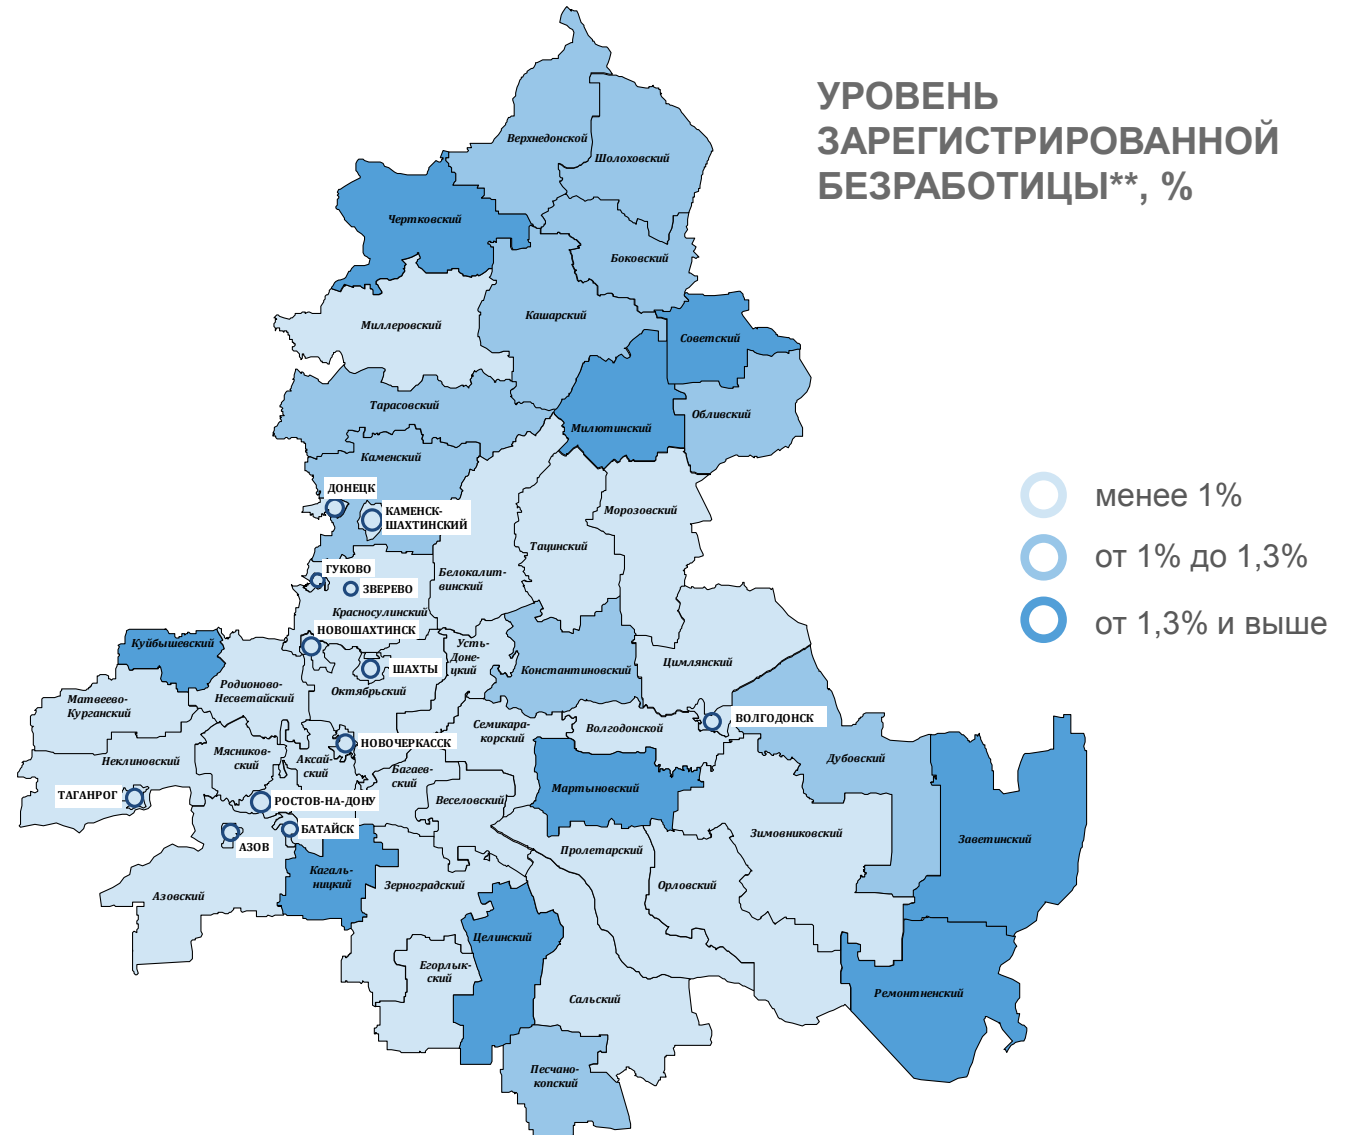 УРОВЕНЬ
ЗАРЕГИСТРИРОВАННОЙ
БЕЗРАБОТИЦЫ**, %
Верхнедонской
Шолоховский
Чертковский
Боковский
Миллеровский
Кашарский
Советский
Тарасовский
Милютинский
Обливский
Каменский
ДОНЕЦК
КАМЕНСК-
ШАХТИНСКИЙ
Морозовский
Тацинский
ГУКОВО
ЗВЕРЕВО
Белокалит-
винский
Красносулинский
НОВОШАХТИНСК
Куйбышевский
ШАХТЫ
Усть-
Доне-
цкий
Константиновский
Цимлянский
Родионово-
Несветайский
Октябрьский
Матвеево-
Курганский
Семикара-
корский
Волгодонской
ВОЛГОДОНСК
НОВОЧЕРКАССК
Мясников-
ский
Аксай-
ский
Неклиновский
Багаев-
ский
Дубовский
Мартыновский
ТАГАНРОГ
РОСТОВ-НА-ДОНУ
Веселовский
БАТАЙСК
АЗОВ
Зимовниковский
Заветинский
Пролетарский
Кагаль-
ницкий
Зерноградский
Орловский
Азовский
Целинский
Егорлык-
ский
Сальский
Ремонтненский
Песчано-
копский
менее 1%
от 1% до 1,3%
от 1,3% и выше